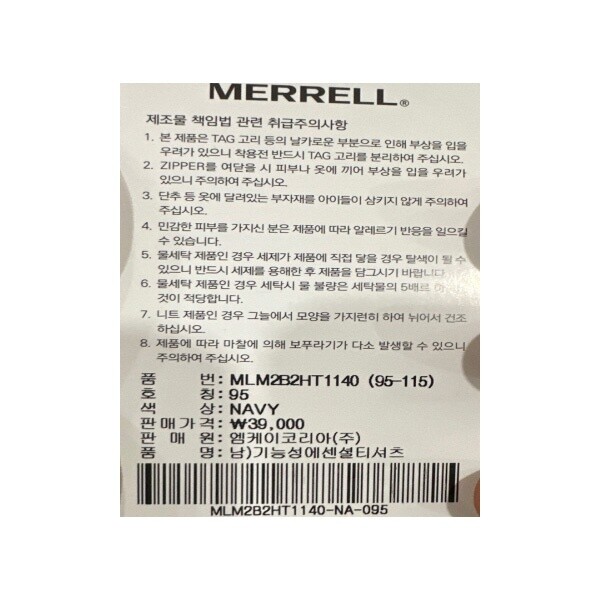 MERRELL®
제조물 책임법 관련 취급주의사항
1. 본 제품은 TAG 고리 등의 날카로운 부분으로 인해 부상을 입을
우려가 있으니 착용전 반드시 TAG 고리를 분리하여 주십시오.
2. ZIPPER를 여닫을 시 피부나 옷에 끼어 부상을 입을 우려가
있으니 주의하여 주십시오.
3. 단추 등 옷에 달려있는 부자재를 아이들이 삼키지 않게 주의하여
주십시오.
4. 민감한 피부를 가지신 분은 제품에 따라 알레르기 반응을 일으킬
수 있습니다.
5. 물세탁 제품인 경우 세제가 제품에 직접 닿을 경우 탈색이 될 수
있으니 반드시 세제를 용해한 후 제품을 담그시기 바랍니다.
6. 물세탁 제품인 경우 세탁시 물 불량은 세탁물의 5배로
것이 적당합니다.
7. 니트 제품인 경우 그늘에서 모양을 가지런히 하여 뉘어서 건조
하십시오.
8. 제품에 따라 마찰에 의해 보푸라기가 다소 발생할 수 있으니
주의하여 주십시오.
품 번: MLM2B2HT1140 (95-115)
호 칭: 95
색 상: NAVY
판매가격: ₩39,000
판 매 원: 엠케이코리아(주)
품 명: 남)기능성에센셜티셔츠
MLM2B2HT1140-NA-095